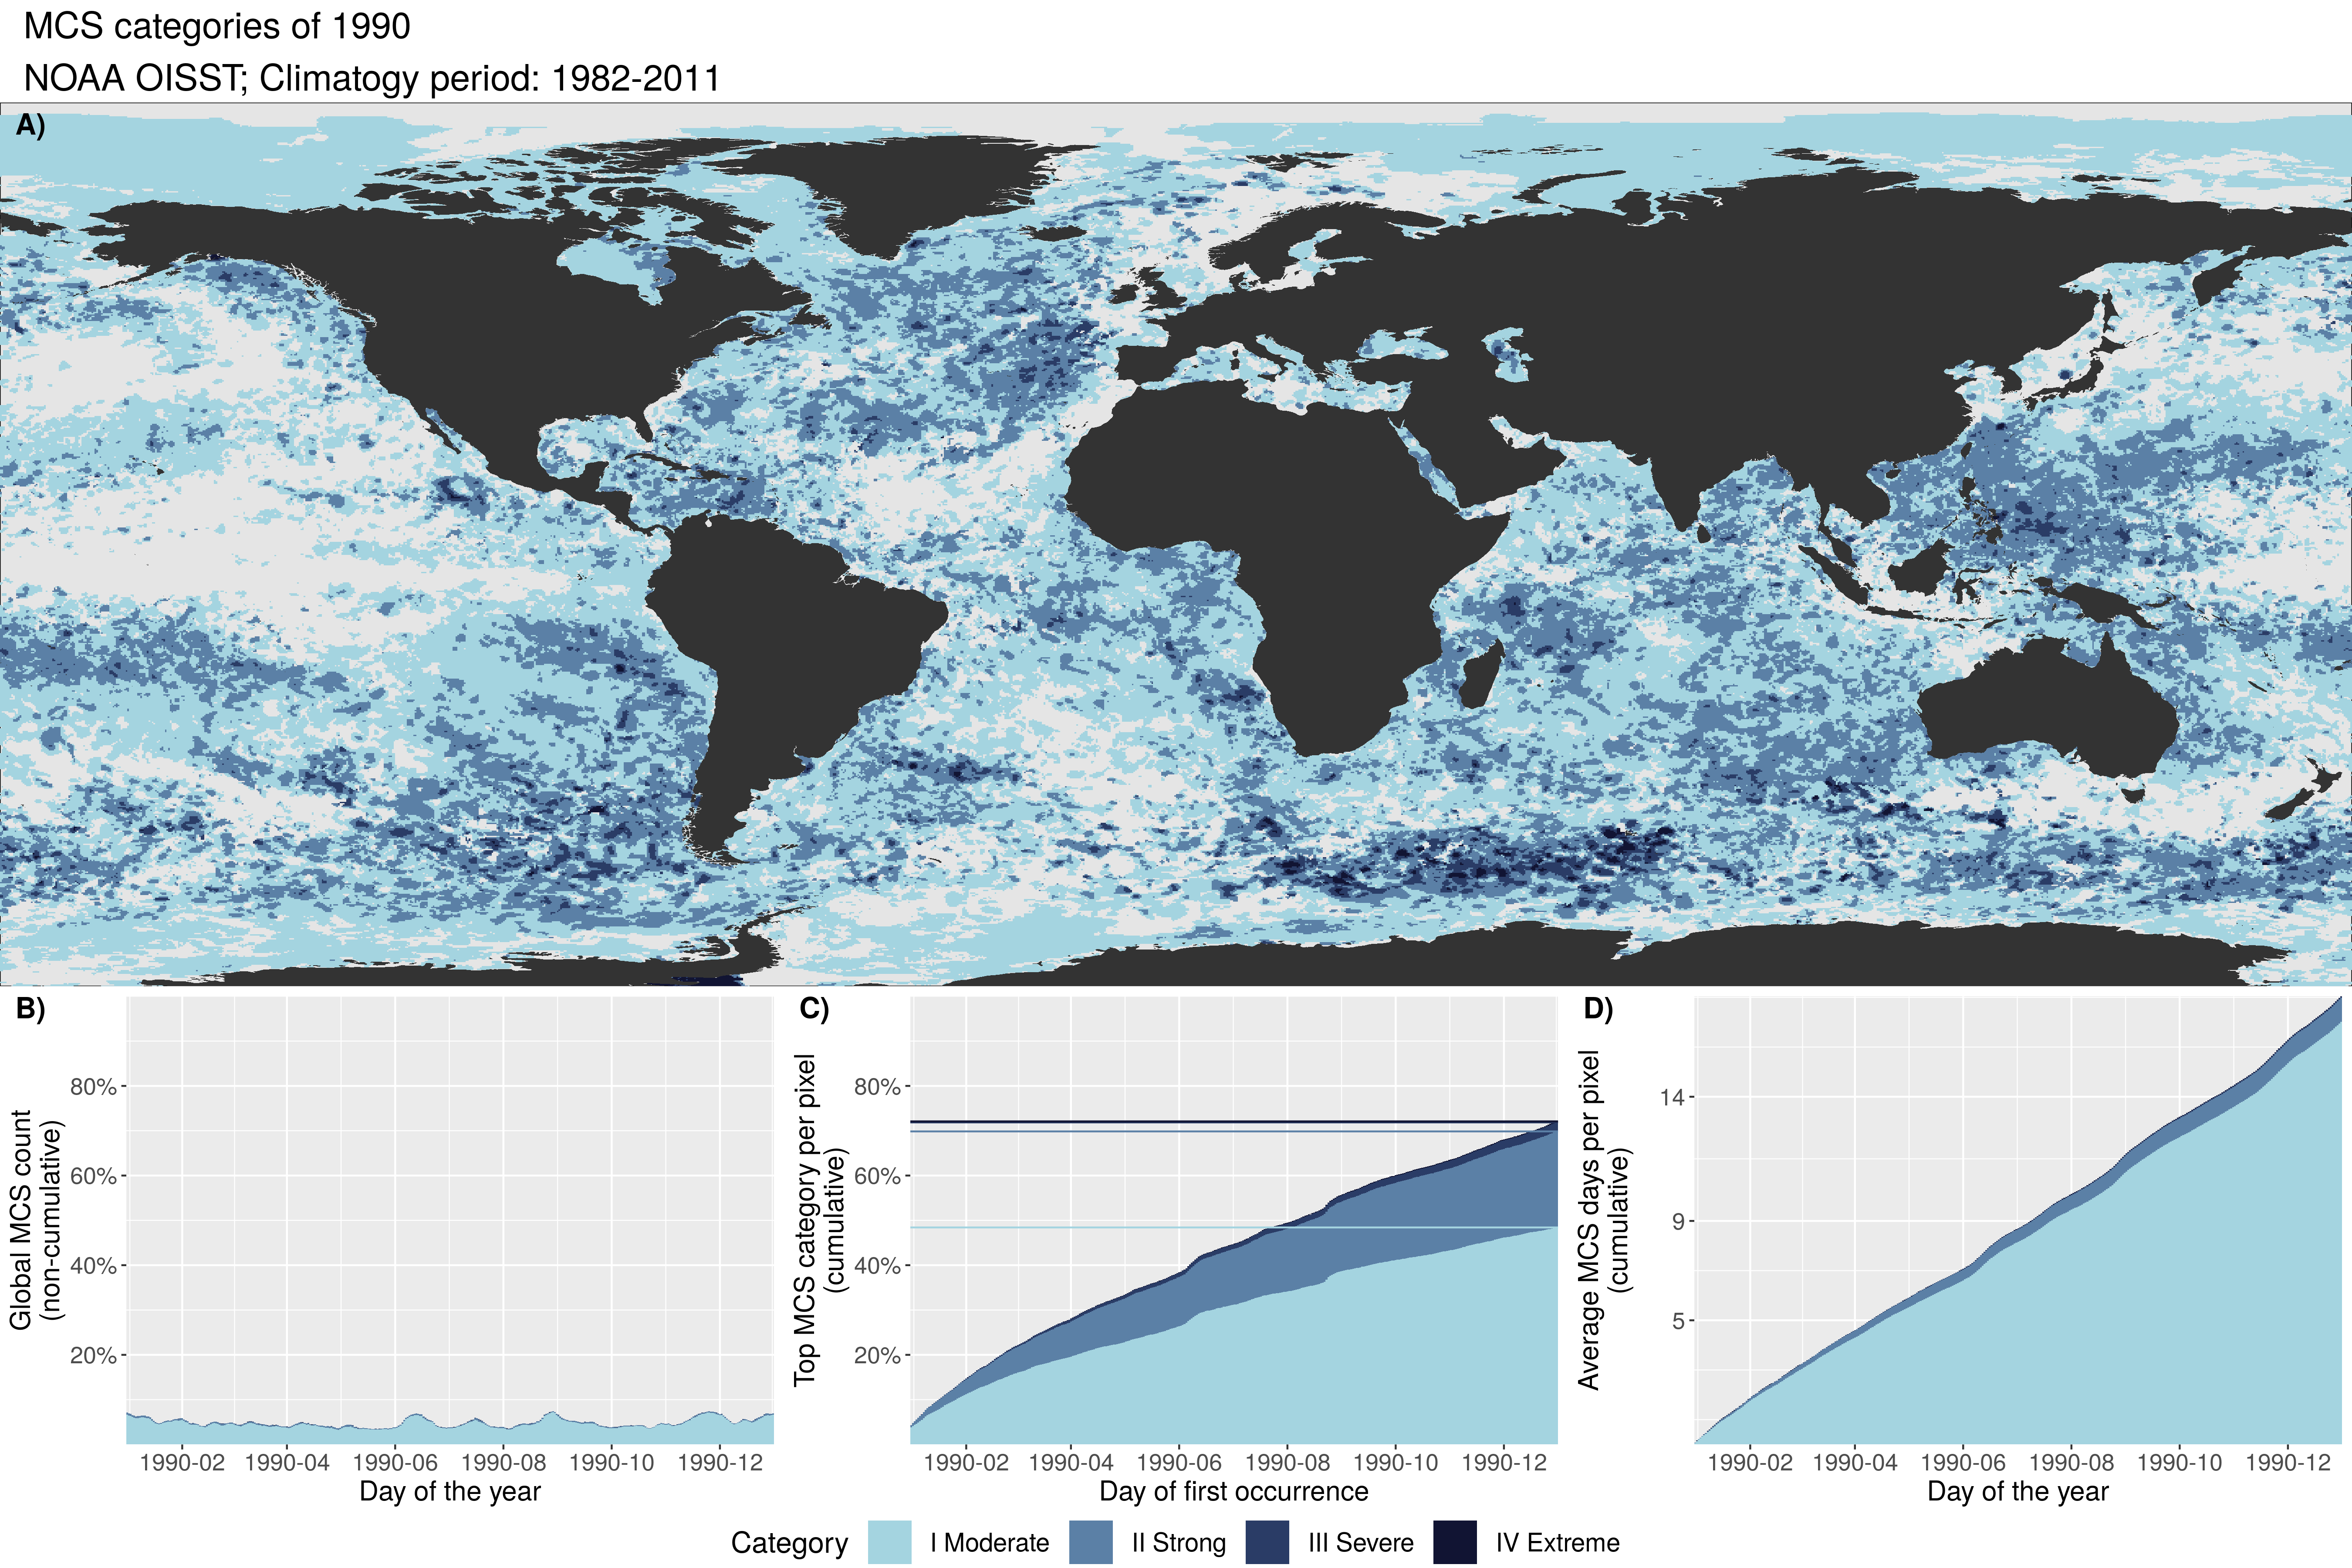 MCS categories of 1990
NOAA OISST; Climatogy period: 1982-2011
A)
B)
Global MCS count
(non-cumulative)
80%
60%
40%
20%
1990-02 1990-04 1990-06 1990-08 1990-10 1990-12
Day of the year
C)
Top MCS category per pixel
(cumulative)
80%
60%
40%
20%
1990-02 1990-04 1990-06 1990-08 1990-10 1990-12
Day of first occurrence
D)
Average MCS days per pixel
(cumulative)
14
9
5
1990-02 1990-04 1990-06 1990-08 1990-10 1990-12
Day of the year
Category I Moderate II Strong III Severe IV Extreme